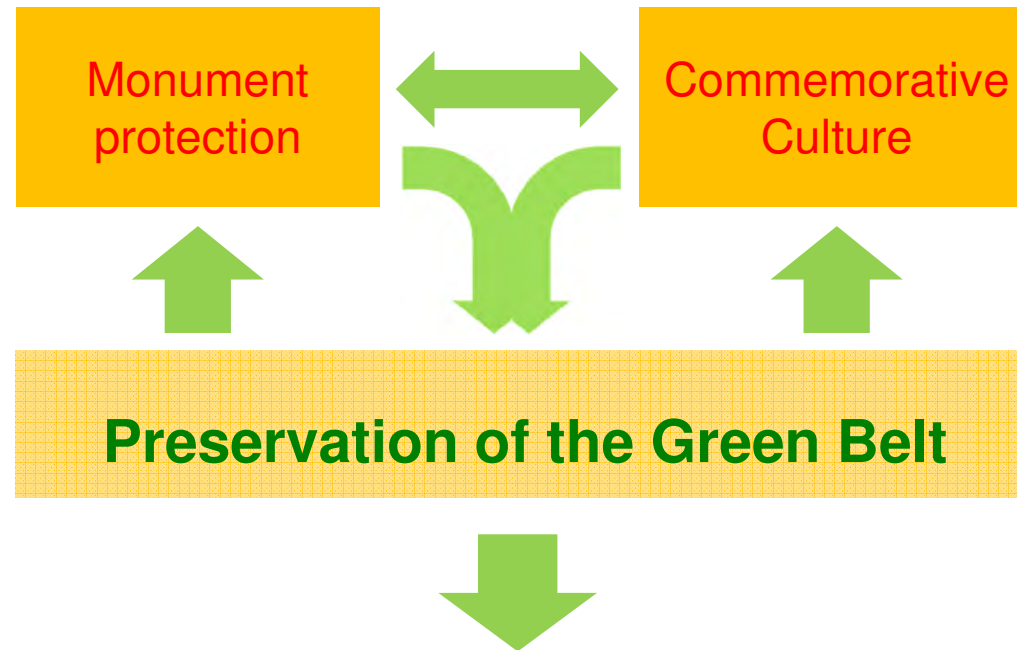 Monument
protection
Commemorative
Culture
Preservation of the Green Belt